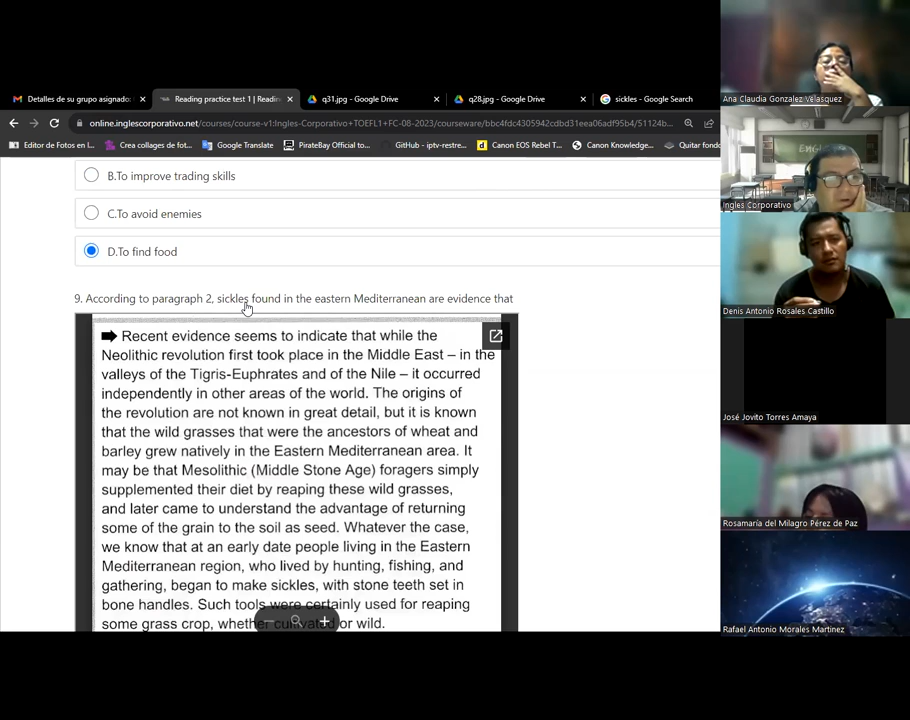 Detalles de su grupo asignado:
Reading practice test 1 | Readin
q31.jpg - Google Drive
q28.jpg - Google Drive
sickles - Google Search
online.inglescorporativo.net/courses/course-v1:Ingles-Corporativo+TOEFL1+FC-08-2023/courseware/bbc4fdc4305942cdbd31eea06adf95b4/51124b...
Editor de Fotos en l...
Crea collages de fot...
Google Translate
PirateBay Official to...
GitHub - iptv-restre...
Canon EOS Rebel T...
Canon Knowledge...
Quitar fondo
B.To improve trading skills
C.To avoid enemies
D.To find food
9. According to paragraph 2, sickles found in the eastern Mediterranean are evidence that
Recent evidence seems to indicate that while the
Neolithic revolution first took place in the Middle East – in the
valleys of the Tigris-Euphrates and of the Nile – it occurred
independently in other areas of the world. The origins of
the revolution are not known in great detail, but it is known
that the wild grasses that were the ancestors of wheat and
barley grew natively in the Eastern Mediterranean area. It
may be that Mesolithic (Middle Stone Age) foragers simply
supplemented their diet by reaping these wild grasses,
and later came to understand the advantage of returning
some of the grain to the soil as seed. Whatever the case,
we know that at an early date people living in the Eastern
Mediterranean region, who lived by hunting, fishing, and
gathering, began to make sickles, with stone teeth set in
bone handles. Such tools were certainly used for reaping
some grass crop, whether cultivated or wild.
Ana Claudia Gonzalez Velasquez
ENGL
Ingles Corporativo
Denis Antonio Rosales Castillo
José Jovito Torres Amaya
Rosamaría del Milagro Pérez de Paz
Rafael Antonio Morales Martinez